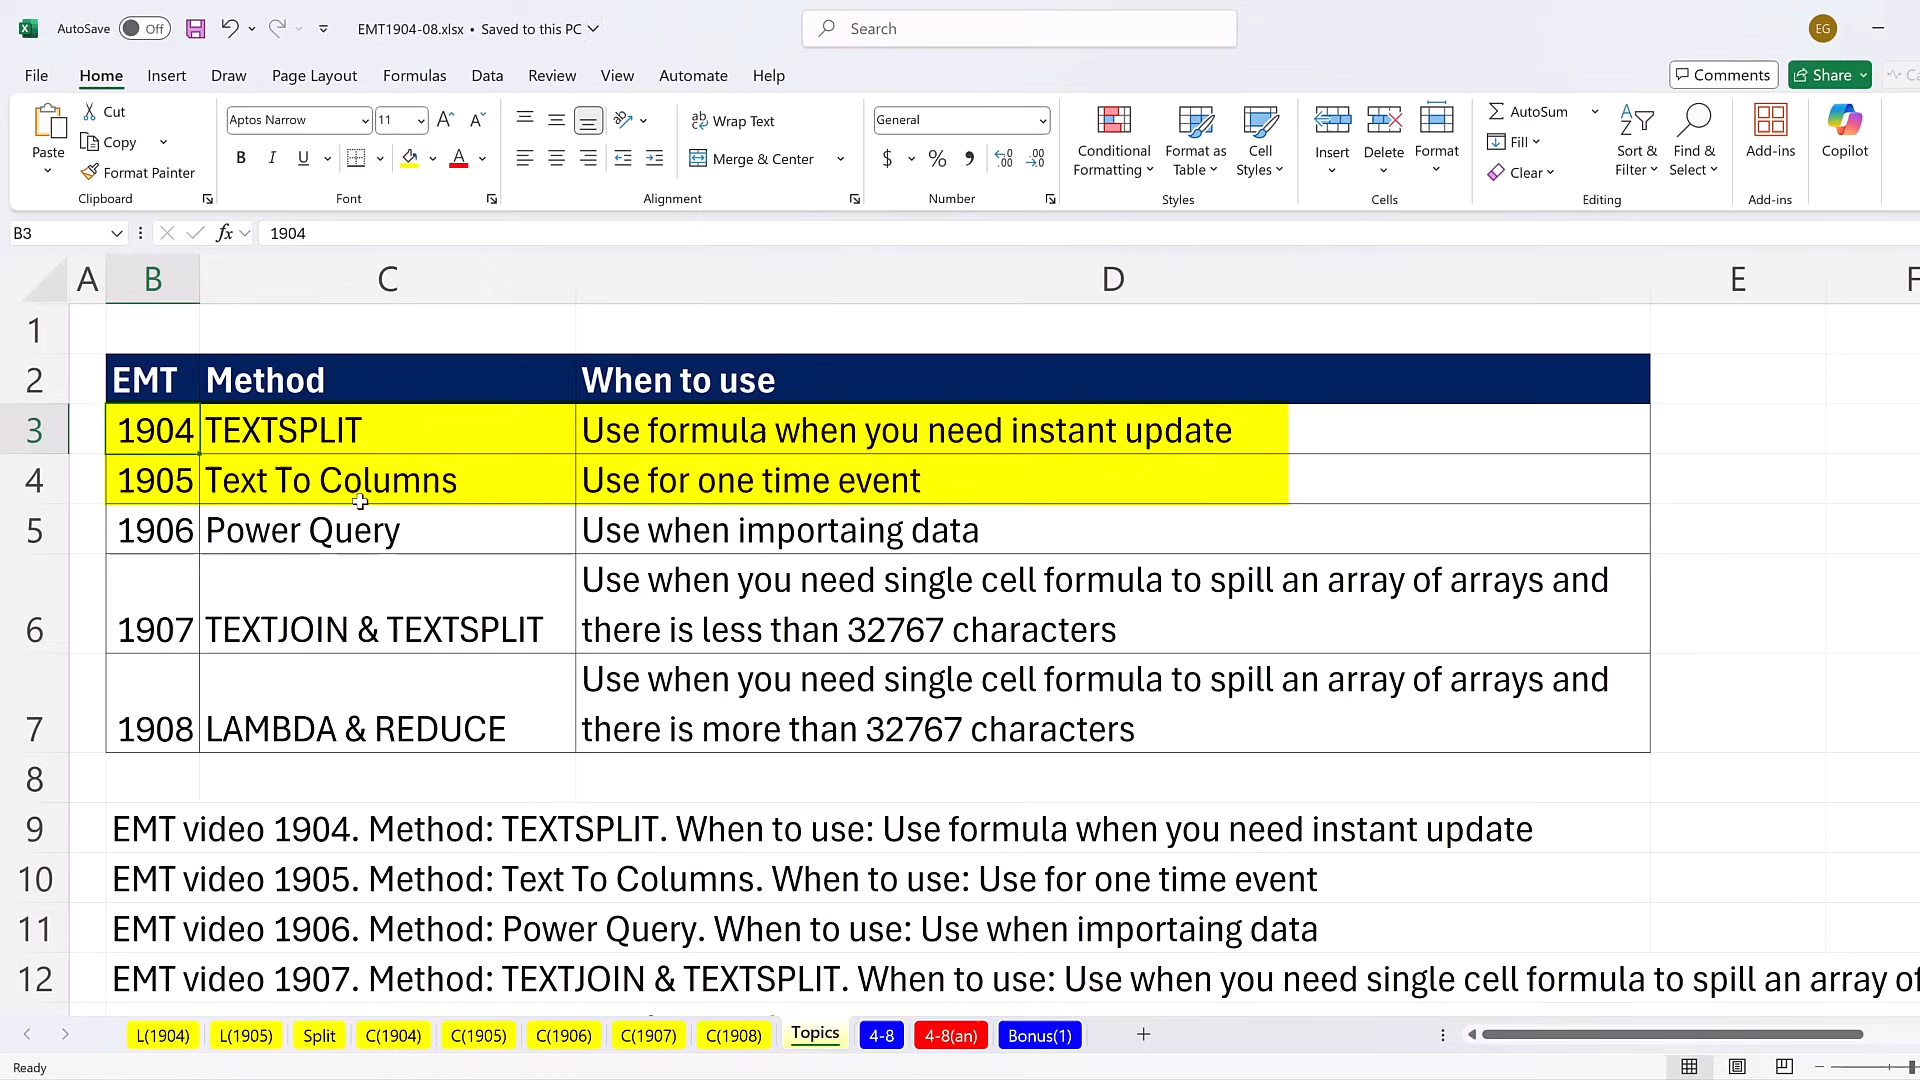 AutoSave Off EMT1904-08.xlsx • Saved to this PC Search EG
File Home Insert Draw Page Layout Formulas Data Review View Automate Help Comments Share
Paste Cut Copy Format Painter Clipboard
Aptos Narrow 11 A A B I U A Font
ab Wrap Text Merge & Center Alignment
General $ % 9 .00 Number
Conditional Formatting Format as Table Cell Styles Styles
Insert Delete Format Cells
AutoSum Fill Clear Sort & Filter Find & Select Editing
Add-ins Add-ins Copilot
B3 fx 1904
A B C D E F
1
2 EMT Method When to use
3 1904 TEXTSPLIT Use formula when you need instant update
4 1905 Text To Columns Use for one time event
5 1906 Power Query Use when importaing data
Use when you need single cell formula to spill an array of arrays and
6 1907 TEXTJOIN & TEXTSPLIT there is less than 32767 characters
Use when you need single cell formula to spill an array of arrays and
7 1908 LAMBDA & REDUCE there is more than 32767 characters
8
9 EMT video 1904. Method: TEXTSPLIT. When to use: Use formula when you need instant update
10 EMT video 1905. Method: Text To Columns. When to use: Use for one time event
11 EMT video 1906. Method: Power Query. When to use: Use when importaing data
12 EMT video 1907. Method: TEXTJOIN & TEXTSPLIT. When to use: Use when you need single cell formula to spill an array of
L(1904) L(1905) Split C(1904) C(1905) C(1906) C(1907) C(1908) Topics 4-8 4-8(an) Bonus(1)
Ready